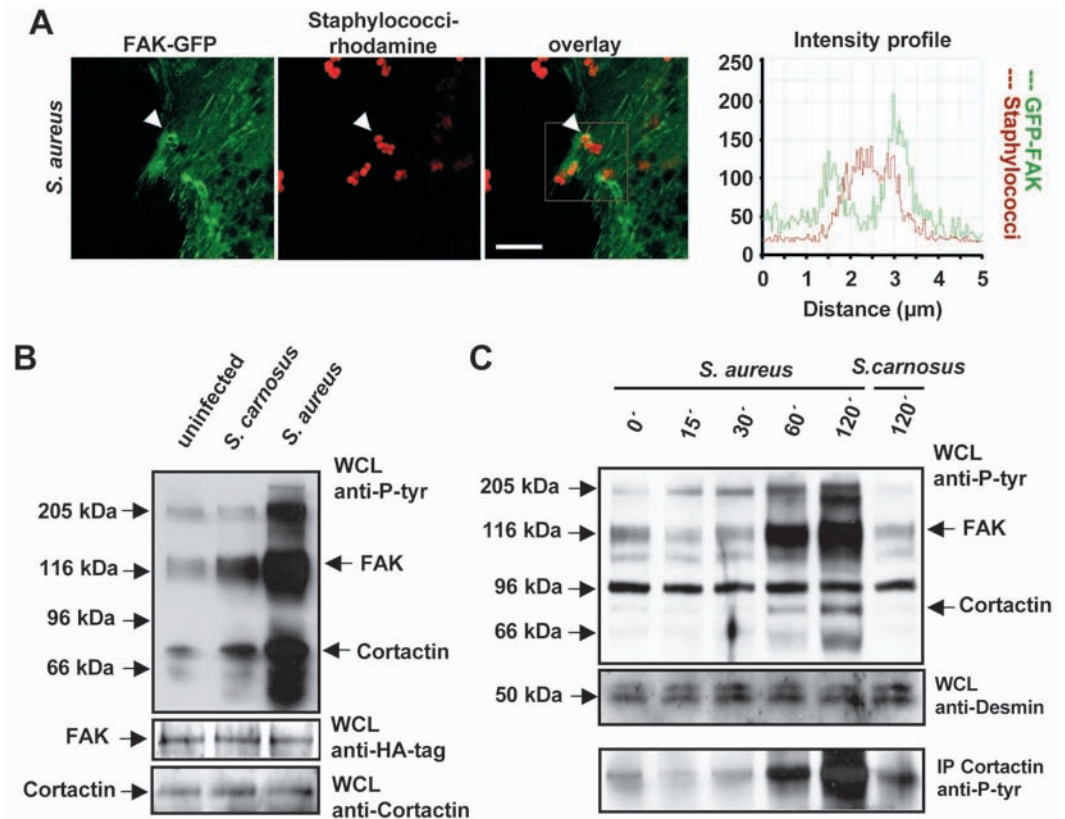 A
FAK-GFP
Staphylococci-
rhodamine
overlay
Intensity profile
S. aureus
250
200
150
100
50
0
0 1 2 3 4 5
Distance (µm)
--- GFP-FAK
--- Staphylococci
B
uninfected
S. carnosus
S. aureus
WCL
anti-P-tyr
205 kDa
116 kDa
FAK
96 kDa
Cortactin
66 kDa
FAK
WCL
anti-HA-tag
Cortactin
WCL
anti-Cortactin
C
S. aureus
S.carnosus
0´ 15´ 30´ 60´ 120´ 120´
WCL
anti-P-tyr
205 kDa
116 kDa
FAK
96 kDa
Cortactin
66 kDa
50 kDa
WCL
anti-Desmin
IP Cortactin
anti-P-tyr